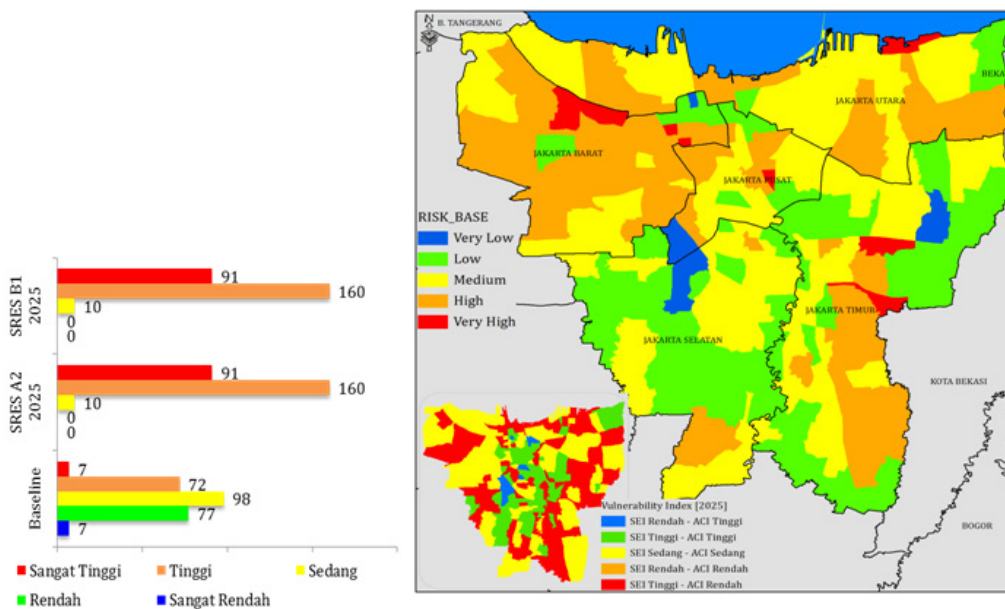 SRES B1
2025
91
160
10
0
0
SRES A2
2025
91
160
10
0
0
Baseline
7
72
98
77
7
Sangat Tinggi
Tinggi
Sedang
Rendah
Sangat Rendah
N
B. TANGERANG
BEKA
JAKARTA UTARA
JAKARTA BARAT
JAKARTA PUSAT
RISK_BASE
Very Low
Low
Medium
High
Very High
JAKARTA TIMUR
JAKARTA SELATAN
KOTA BEKASI
BOGOR
Vulnerability Index [2025]
SEI Rendah - ACI Tinggi
SEI Tinggi - ACI Tinggi
SEI Sedang - ACI Sedang
SEI Rendah - ACI Rendah
SEI Tinggi - ACI Rendah